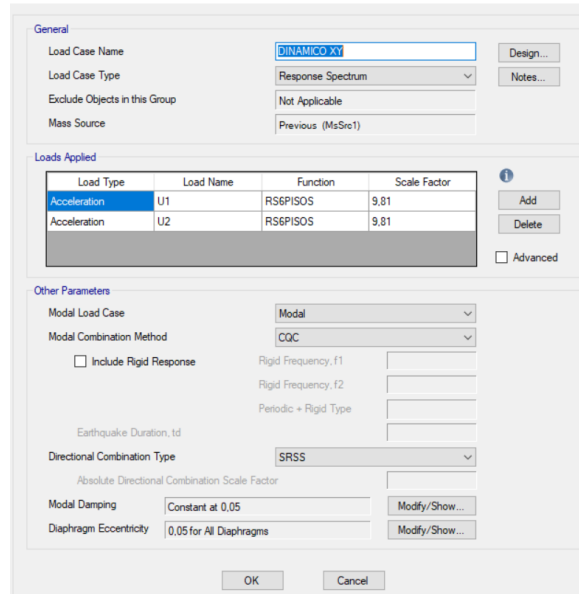 General
Load Case Name DINAMICO XY Design...
Load Case Type Response Spectrum Notes...
Exclude Objects in this Group Not Applicable
Mass Source Previous (MsSrc1)
Loads Applied
Load Type Load Name Function Scale Factor
Acceleration U1 RS6PISOS 9,81 Add
Acceleration U2 RS6PISOS 9,81 Delete
Advanced
Other Parameters
Modal Load Case Modal
Modal Combination Method CQC
Include Rigid Response Rigid Frequency, f1
Rigid Frequency, f2
Periodic + Rigid Type
Earthquake Duration, td
Directional Combination Type SRSS
Absolute Directional Combination Scale Factor
Modal Damping Constant at 0,05 Modify/Show...
Diaphragm Eccentricity 0,05 for All Diaphragms Modify/Show...
OK Cancel